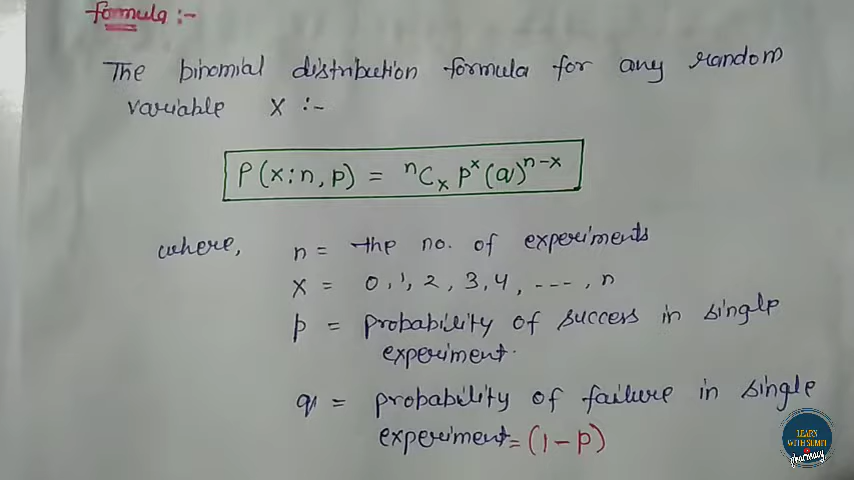 formula :-
The binomial distribution formula for any random
variable X :-
P(x:n,p) = ⁿCₓ pˣ (q)ⁿ⁻ˣ
where, n = the no. of experiments
x = 0, 1, 2, 3, 4, ----, n
p = probability of success in single
experiment.
q = probability of failure in single
experiment = (1-p)
LEARN
WITH SUMIT
pharmacy